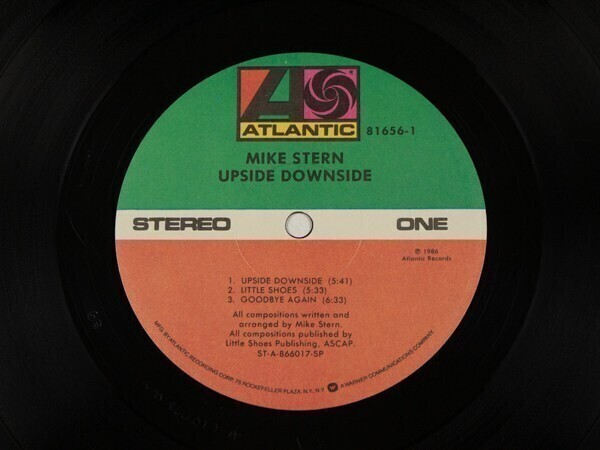 ATLANTIC
81656-1
MIKE STERN
UPSIDE DOWNSIDE
STEREO ONE
℗ 1986
Atlantic Records
1. UPSIDE DOWNSIDE (5:41)
2. LITTLE SHOES (5:33)
3. GOODBYE AGAIN (6:33)
All compositions written and
arranged by Mike Stern.
All compositions published by
Little Shoes Publishing, ASCAP.
ST-A-866017-SP
MFG. BY ATLANTIC RECORDING CORP. 75 ROCKEFELLER PLAZA, N.Y., N.Y. A WARNER COMMUNICATIONS COMPANY